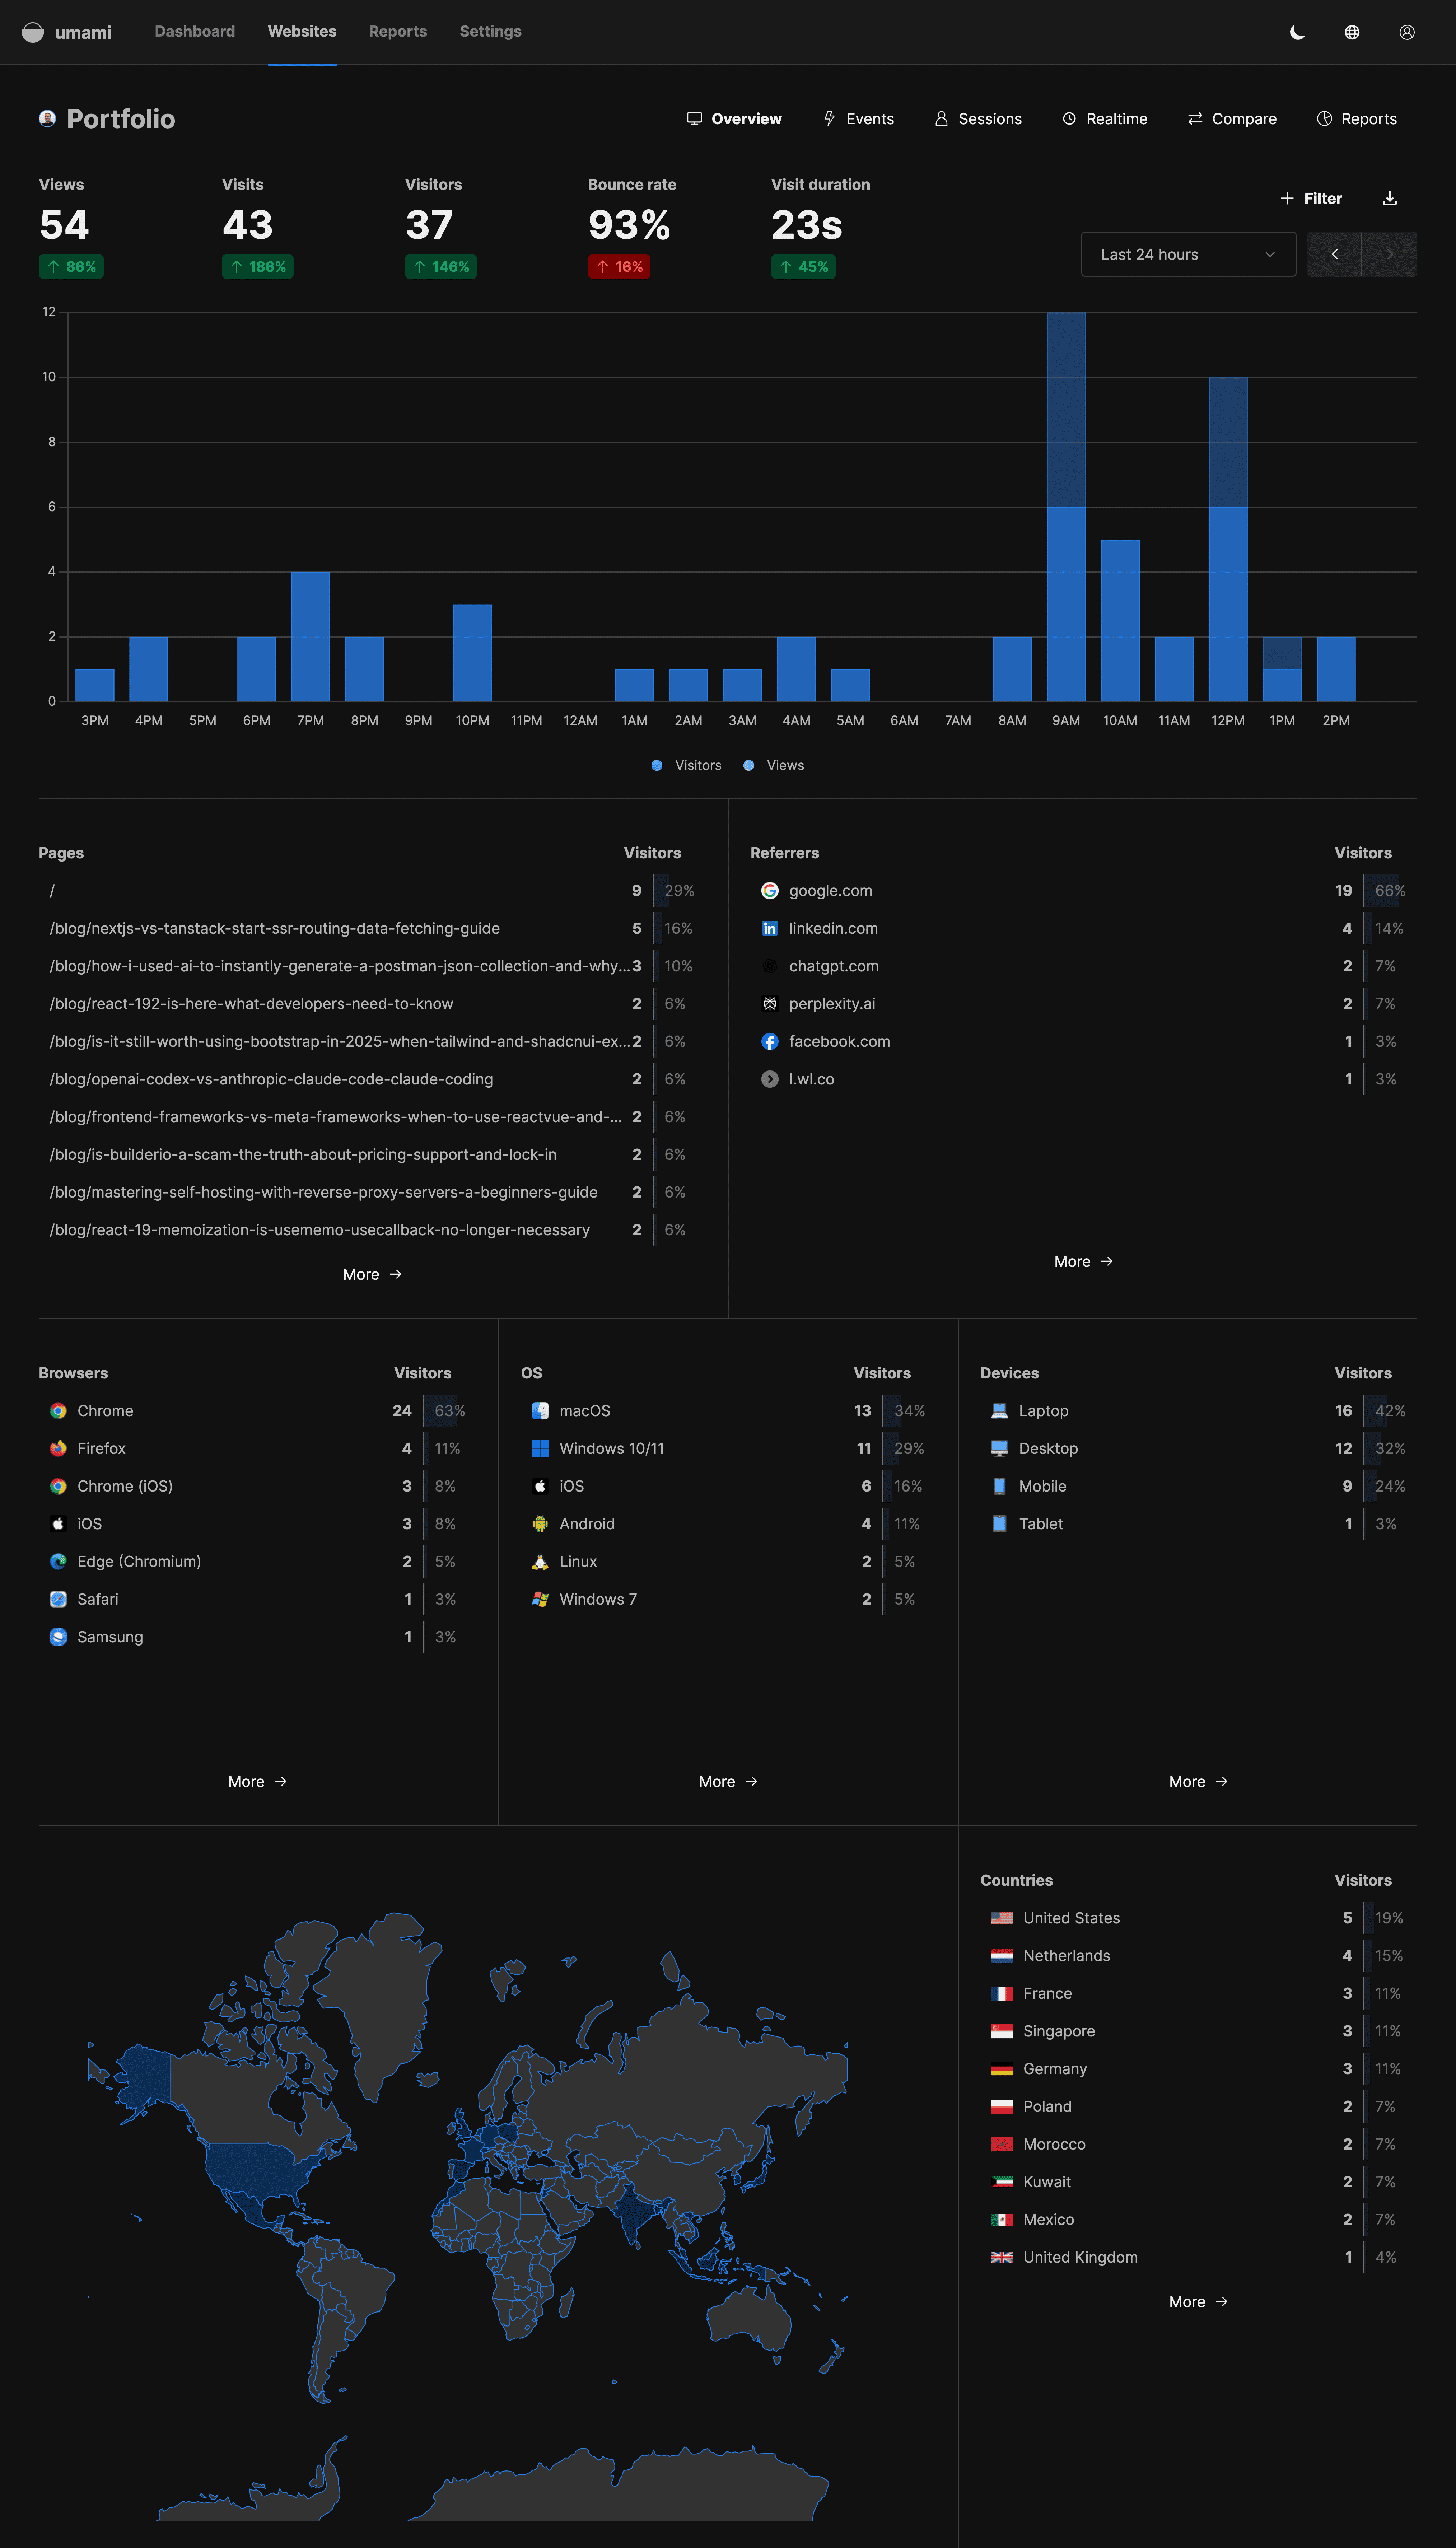 umami Dashboard Websites Reports Settings
Portfolio Overview Events Sessions Realtime Compare Reports
Views Visits Visitors Bounce rate Visit duration
54 43 37 93% 23s
Filter
86% 186% 146% 16% 45%
Last 24 hours
12
10
8
6
4
2
0
3PM 4PM 5PM 6PM 7PM 8PM 9PM 10PM 11PM 12AM 1AM 2AM 3AM 4AM 5AM 6AM 7AM 8AM 9AM 10AM 11AM 12PM 1PM 2PM
Visitors Views
Pages Visitors
/ 9 29%
/blog/nextjs-vs-tanstack-start-ssr-routing-data-fetching-guide 5 16%
/blog/how-i-used-ai-to-instantly-generate-a-postman-json-collection-and-why... 3 10%
/blog/react-192-is-here-what-developers-need-to-know 2 6%
/blog/is-it-still-worth-using-bootstrap-in-2025-when-tailwind-and-shadcnui-ex... 2 6%
/blog/openai-codex-vs-anthropic-claude-code-claude-coding 2 6%
/blog/frontend-frameworks-vs-meta-frameworks-when-to-use-reactvue-and-... 2 6%
/blog/is-builderio-a-scam-the-truth-about-pricing-support-and-lock-in 2 6%
/blog/mastering-self-hosting-with-reverse-proxy-servers-a-beginners-guide 2 6%
/blog/react-19-memoization-is-usememo-usecallback-no-longer-necessary 2 6%
More
Referrers Visitors
google.com 19 66%
linkedin.com 4 14%
chatgpt.com 2 7%
perplexity.ai 2 7%
facebook.com 1 3%
l.wl.co 1 3%
More
Browsers Visitors
Chrome 24 63%
Firefox 4 11%
Chrome (iOS) 3 8%
iOS 3 8%
Edge (Chromium) 2 5%
Safari 1 3%
Samsung 1 3%
More
OS Visitors
macOS 13 34%
Windows 10/11 11 29%
iOS 6 16%
Android 4 11%
Linux 2 5%
Windows 7 2 5%
More
Devices Visitors
Laptop 16 42%
Desktop 12 32%
Mobile 9 24%
Tablet 1 3%
More
Countries Visitors
United States 5 19%
Netherlands 4 15%
France 3 11%
Singapore 3 11%
Germany 3 11%
Poland 2 7%
Morocco 2 7%
Kuwait 2 7%
Mexico 2 7%
United Kingdom 1 4%
More